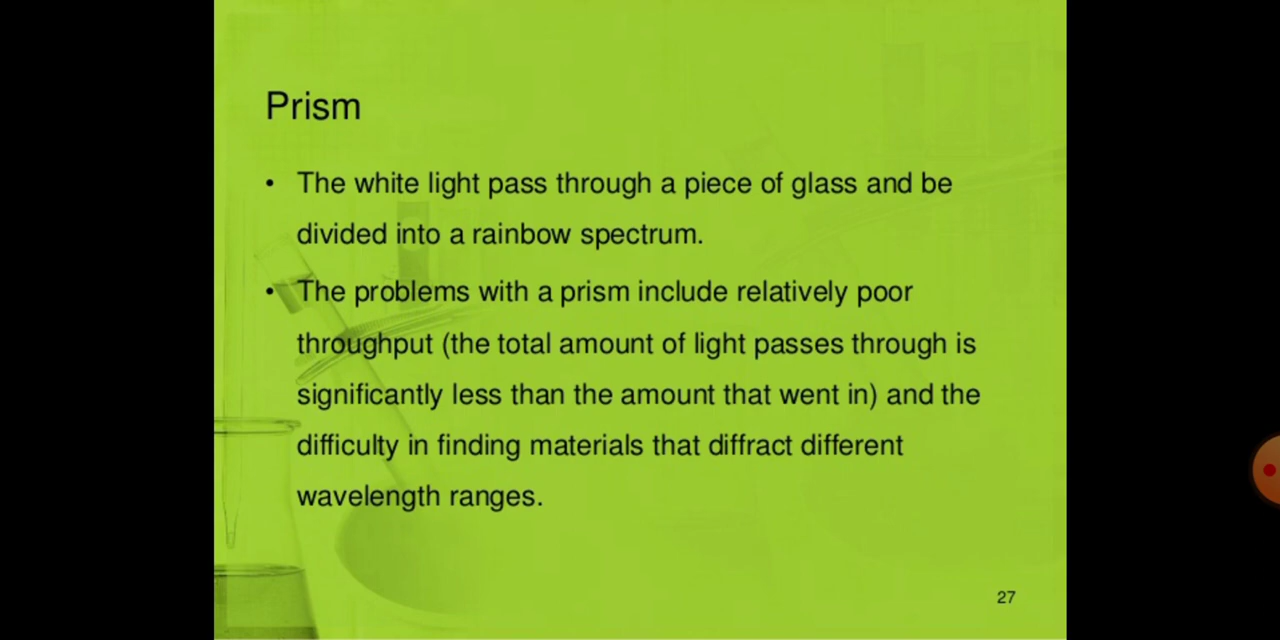 Prism
• The white light pass through a piece of glass and be
divided into a rainbow spectrum.
• The problems with a prism include relatively poor
throughput (the total amount of light passes through is
significantly less than the amount that went in) and the
difficulty in finding materials that diffract different
wavelength ranges.
27